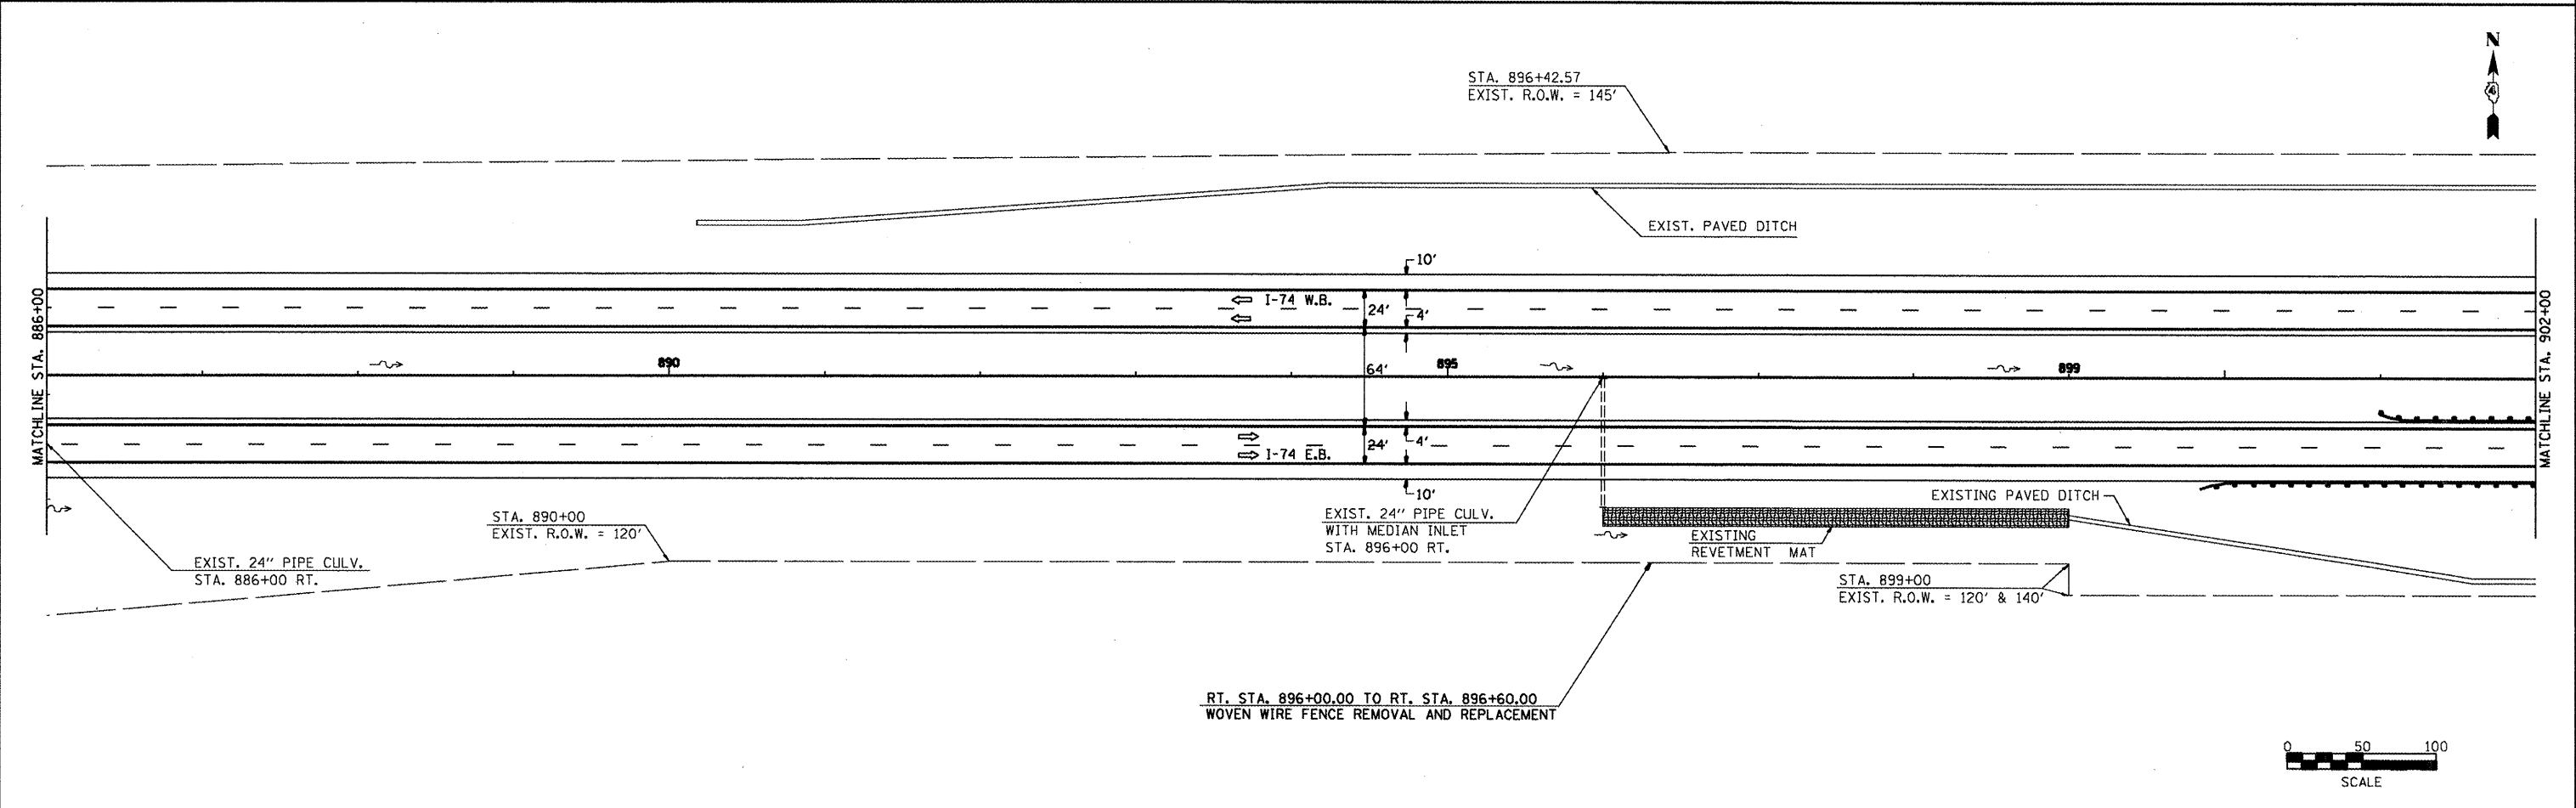 N
4
STA. 896+42.57
EXIST. R.O.W. = 145'
EXIST. PAVED DITCH
10'
MATCHLINE STA. 886+00
MATCHLINE STA. 902+00
I-74 W.B.
24'
4'
890
64'
895
899
24'
4'
I-74 E.B.
10'
EXISTING PAVED DITCH
STA. 890+00
EXIST. R.O.W. = 120'
EXIST. 24" PIPE CULV.
WITH MEDIAN INLET
STA. 896+00 RT.
EXISTING
REVETMENT MAT
EXIST. 24" PIPE CULV.
STA. 886+00 RT.
STA. 899+00
EXIST. R.O.W. = 120' & 140'
RT. STA. 896+00.00 TO RT. STA. 896+60.00
WOVEN WIRE FENCE REMOVAL AND REPLACEMENT
0 50 100
SCALE